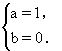 a = 1,
b = 0.